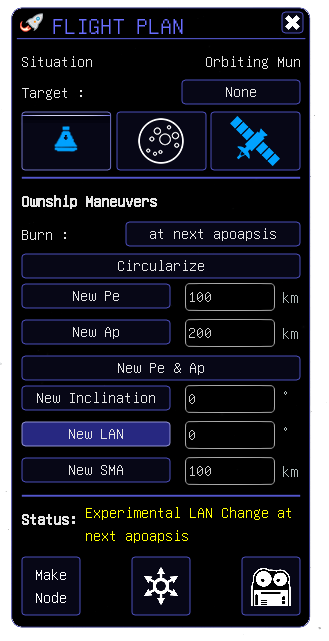 FLIGHT PLAN
Situation Orbiting Mun
Target : None
Ownship Maneuvers
Burn : at next apoapsis
Circularize
New Pe 100 km
New Ap 200 km
New Pe & Ap
New Inclination 0 °
New LAN 0 °
New SMA 100 km
Status: Experimental LAN Change at
next apoapsis
Make
Node